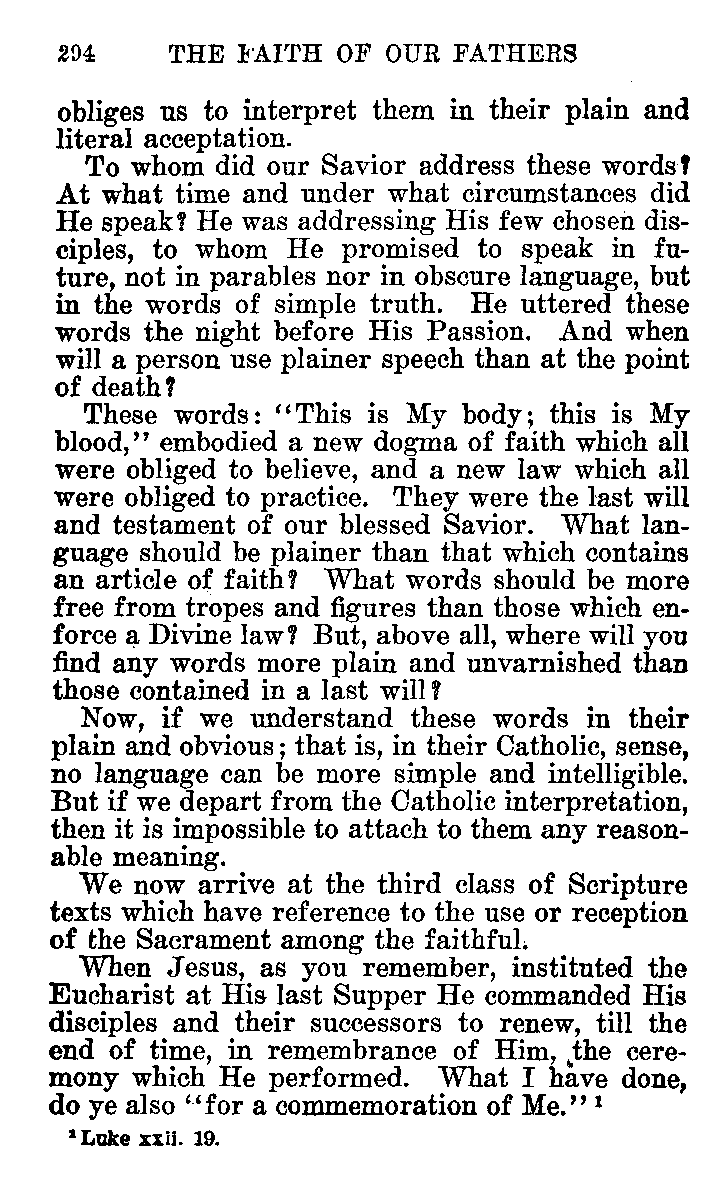 294 THE FAITH OF OUR FATHERS
obliges us to interpret them in their plain and
literal acceptation.
To whom did our Savior address these words?
At what time and under what circumstances did
He speak? He was addressing His few chosen dis-
ciples, to whom He promised to speak in fu-
ture, not in parables nor in obscure language, but
in the words of simple truth. He uttered these
words the night before His Passion. And when
will a person use plainer speech than at the point
of death?
These words: "This is My body; this is My
blood," embodied a new dogma of faith which all
were obliged to believe, and a new law which all
were obliged to practice. They were the last will
and testament of our blessed Savior. What lan-
guage should be plainer than that which contains
an article of faith? What words should be more
free from tropes and figures than those which en-
force a Divine law? But, above all, where will you
find any words more plain and unvarnished than
those contained in a last will?
Now, if we understand these words in their
plain and obvious; that is, in their Catholic, sense,
no language can be more simple and intelligible.
But if we depart from the Catholic interpretation,
then it is impossible to attach to them any reason-
able meaning.
We now arrive at the third class of Scripture
texts which have reference to the use or reception
of the Sacrament among the faithful.
When Jesus, as you remember, instituted the
Eucharist at His last Supper He commanded His
disciples and their successors to renew, till the
end of time, in remembrance of Him, the cere-
mony which He performed. What I have done,
do ye also "for a commemoration of Me." ¹
¹ Luke xxii. 19.